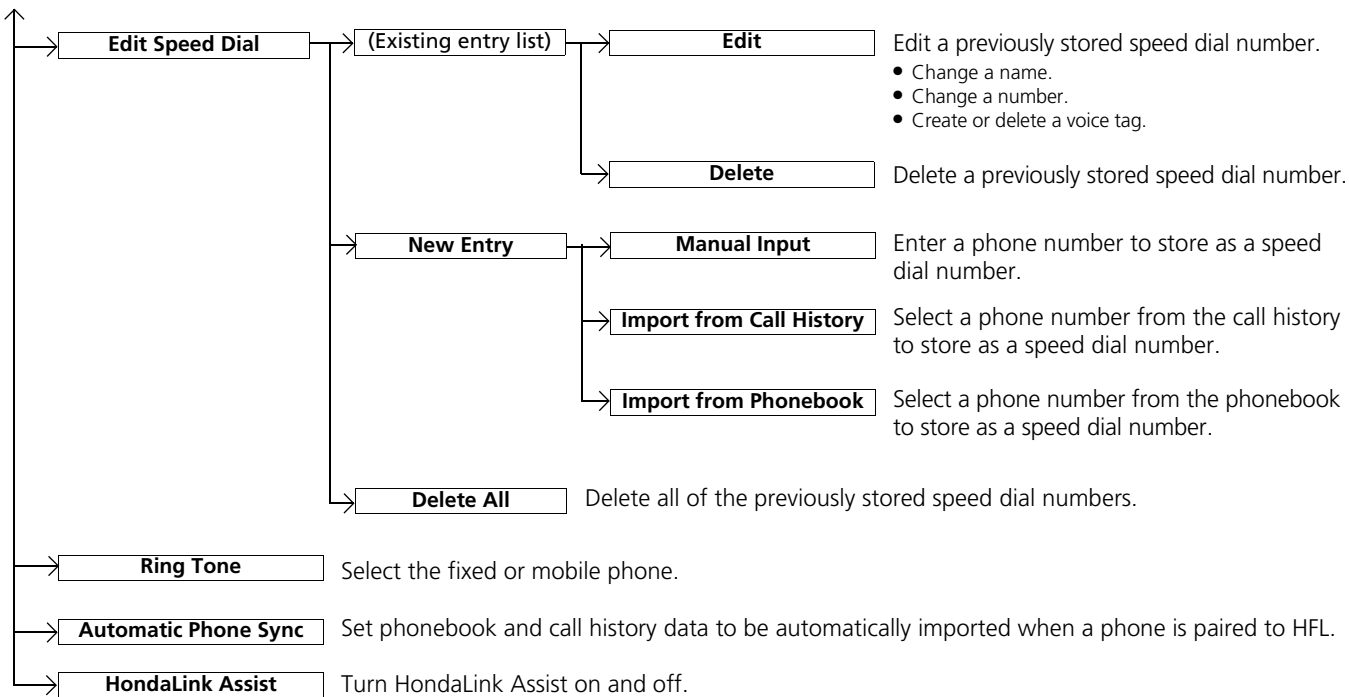 Edit Speed Dial
(Existing entry list)
Edit
Edit a previously stored speed dial number.
• Change a name.
• Change a number.
• Create or delete a voice tag.
Delete
Delete a previously stored speed dial number.
New Entry
Manual Input
Enter a phone number to store as a speed
dial number.
Import from Call History
Select a phone number from the call history
to store as a speed dial number.
Import from Phonebook
Select a phone number from the phonebook
to store as a speed dial number.
Delete All
Delete all of the previously stored speed dial numbers.
Ring Tone
Select the fixed or mobile phone.
Automatic Phone Sync
Set phonebook and call history data to be automatically imported when a phone is paired to HFL.
HondaLink Assist
Turn HondaLink Assist on and off.